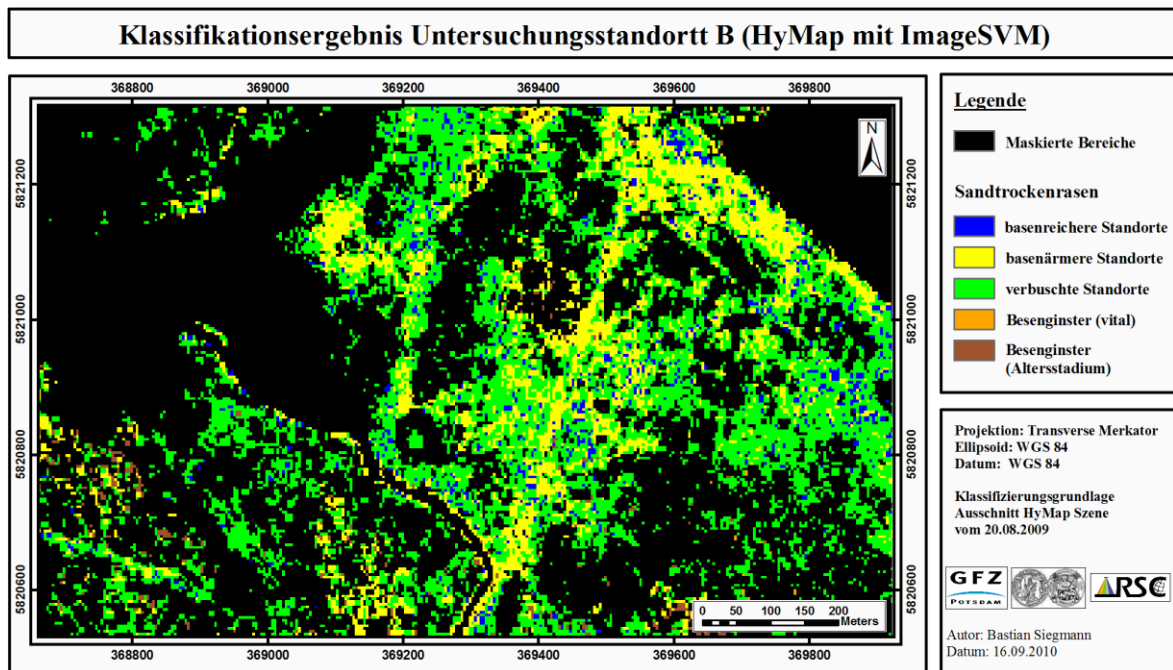 Klassifikationsergebnis Untersuchungsstandortt B (HyMap mit ImageSVM)
368800 369000 369200 369400 369600 369800
5821200
5821000
5820800
5820600
5821200
5821000
5820800
5820600
N
0 50 100 150 200
Meters
368800 369000 369200 369400 369600 369800
Legende
Maskierte Bereiche
Sandtrockenrasen
basenreichere Standorte
basenärmere Standorte
verbuschte Standorte
Besenginster (vital)
Besenginster
(Altersstadium)
Projektion: Transverse Merkator
Ellipsoid: WGS 84
Datum: WGS 84
Klassifizierungsgrundlage
Ausschnitt HyMap Szene
vom 20.08.2009
GFZ
POTSDAM
RSC
Autor: Bastian Siegmann
Datum: 16.09.2010